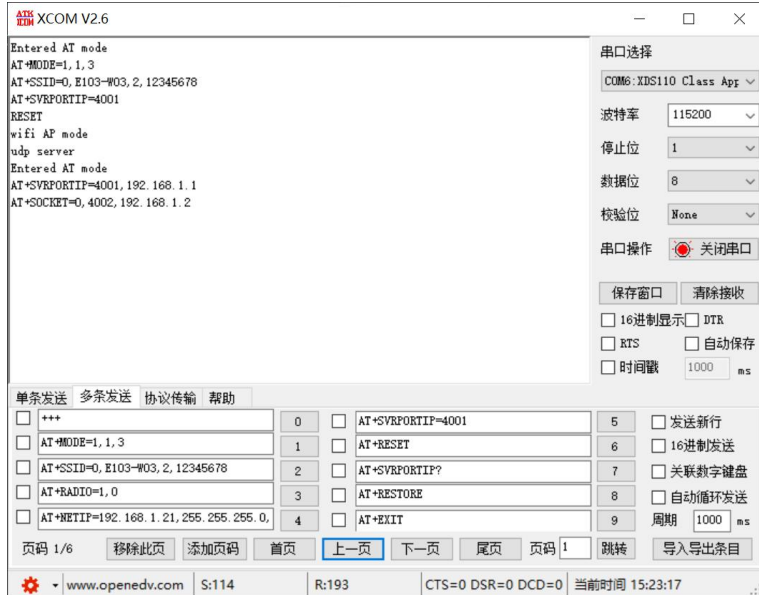 ATK XCOM V2.6
Entered AT mode
AT+MODE=1,1,3
AT+SSID=0,E103-W03,2,12345678
AT+SVRPORTIP=4001
RESET
wifi AP mode
udp server
Entered AT mode
AT+SVRPORTIP=4001,192.168.1.1
AT+SOCKET=0,4002,192.168.1.2
串口选择
COM6:XDS110 Class App
波特率 115200
停止位 1
数据位 8
校验位 None
串口操作 关闭串口
保存窗口 清除接收
16进制显示 DTR
RTS 自动保存
时间戳 1000 ms
单条发送 多条发送 协议传输 帮助
+++ 0 AT+SVRPORTIP=4001 5 发送新行
AT+MODE=1,1,3 1 AT+RESET 6 16进制发送
AT+SSID=0,E103-W03,2,12345678 2 AT+SVRPORTIP? 7 关联数字键盘
AT+RADIO=1,0 3 AT+RESTORE 8 自动循环发送
AT+NETIP=192.168.1.21,255.255.255.0, 4 AT+EXIT 9 周期 1000 ms
页码 1/6 移除此页 添加页码 首页 上一页 下一页 尾页 页码 1 跳转 导入导出条目
www.openedv.com S:114 R:193 CTS=0 DSR=0 DCD=0 当前时间 15:23:17